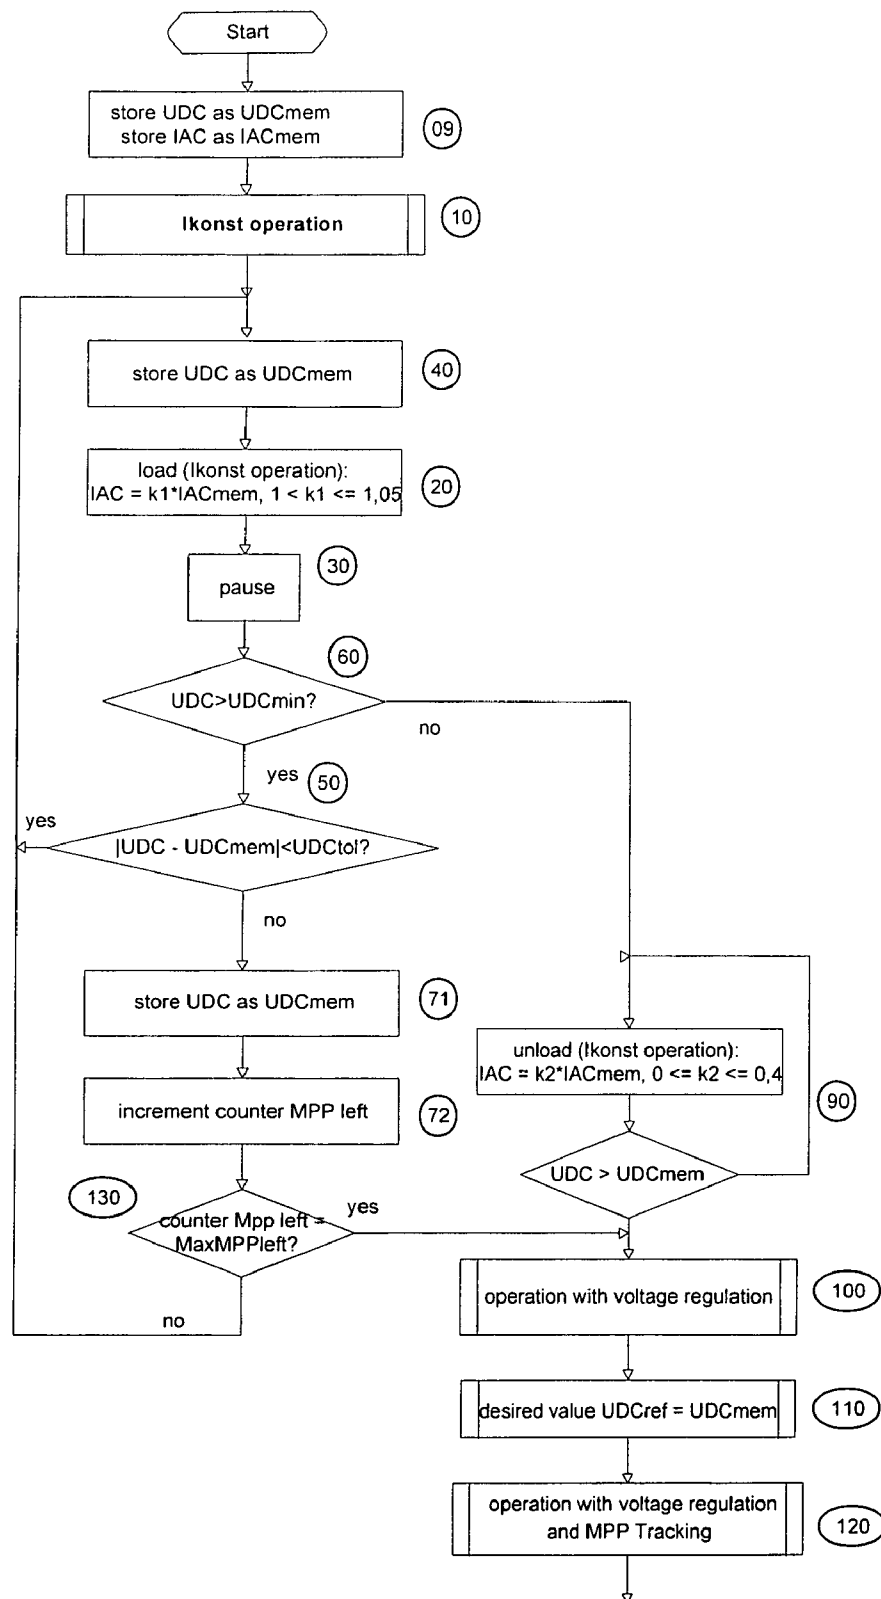 Start
store UDC as UDCmem
store IAC as IACmem
09
Ikonst operation
10
store UDC as UDCmem
40
load (Ikonst operation):
IAC = k1*IACmem, 1 < k1 <= 1,05
20
pause
30
60
UDC>UDCmin?
no
yes
50
yes
|UDC - UDCmem|<UDCtol?
no
store UDC as UDCmem
71
unload (Ikonst operation):
IAC = k2*IACmem, 0 <= k2 <= 0,4
90
increment counter MPP left
72
UDC > UDCmem
130
counter Mpp left =
MaxMPPleft?
yes
no
operation with voltage regulation
100
desired value UDCref = UDCmem
110
operation with voltage regulation
and MPP Tracking
120